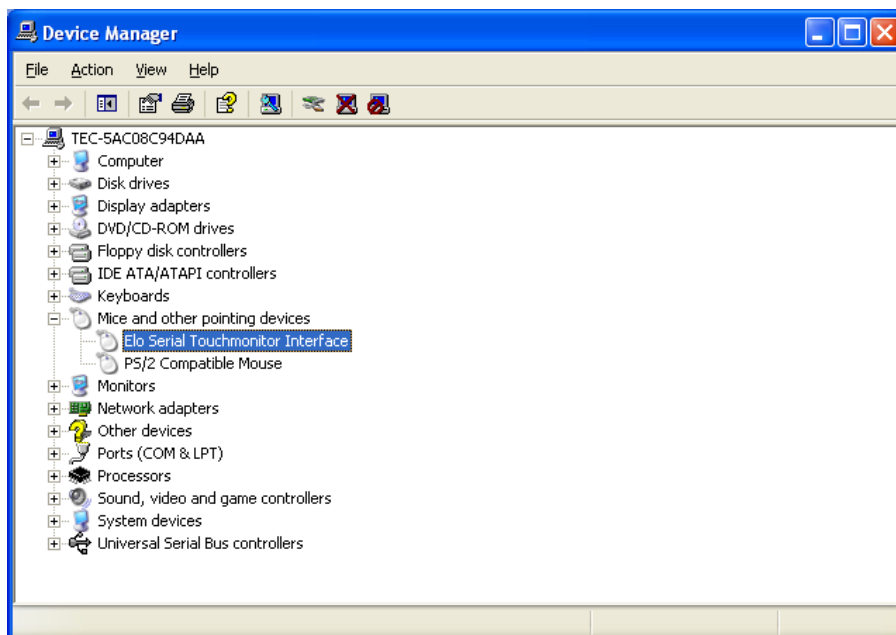 Device Manager
File Action View Help
TEC-5AC08C94DAA
Computer
Disk drives
Display adapters
DVD/CD-ROM drives
Floppy disk controllers
IDE ATA/ATAPI controllers
Keyboards
Mice and other pointing devices
Elo Serial Touchmonitor Interface
PS/2 Compatible Mouse
Monitors
Network adapters
Other devices
Ports (COM & LPT)
Processors
Sound, video and game controllers
System devices
Universal Serial Bus controllers